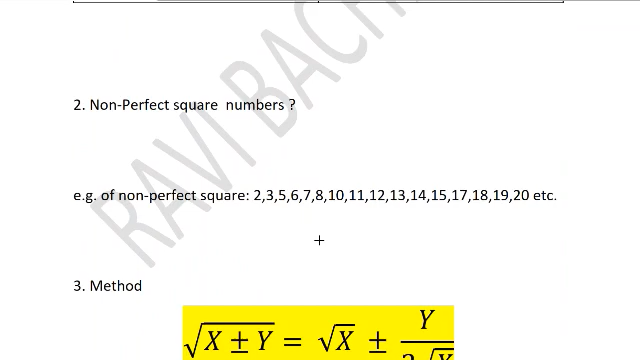 RAVI BACH
2. Non-Perfect square numbers ?
e.g. of non-perfect square: 2,3,5,6,7,8,10,11,12,13,14,15,17,18,19,20 etc.
3. Method
√X ± Y = √X ± Y / 2√X